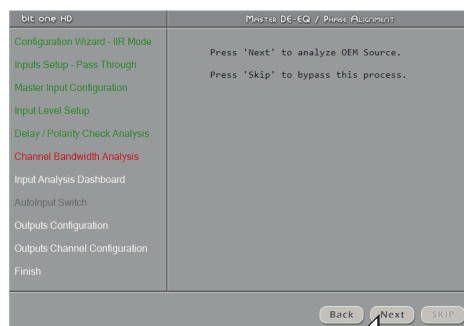 bit one HD
Master DE-EQ / Phase Alignment
Configuration Wizard - IIR Mode
Inputs Setup - Pass Through
Master Input Configuration
Input Level Setup
Delay / Polarity Check Analysis
Channel Bandwidth Analysis
Input Analysis Dashboard
AutoInput Switch
Outputs Configuration
Outputs Channel Configuration
Finish
Press 'Next' to analyze OEM Source.
Press 'Skip' to bypass this process.
Back Next SKIP